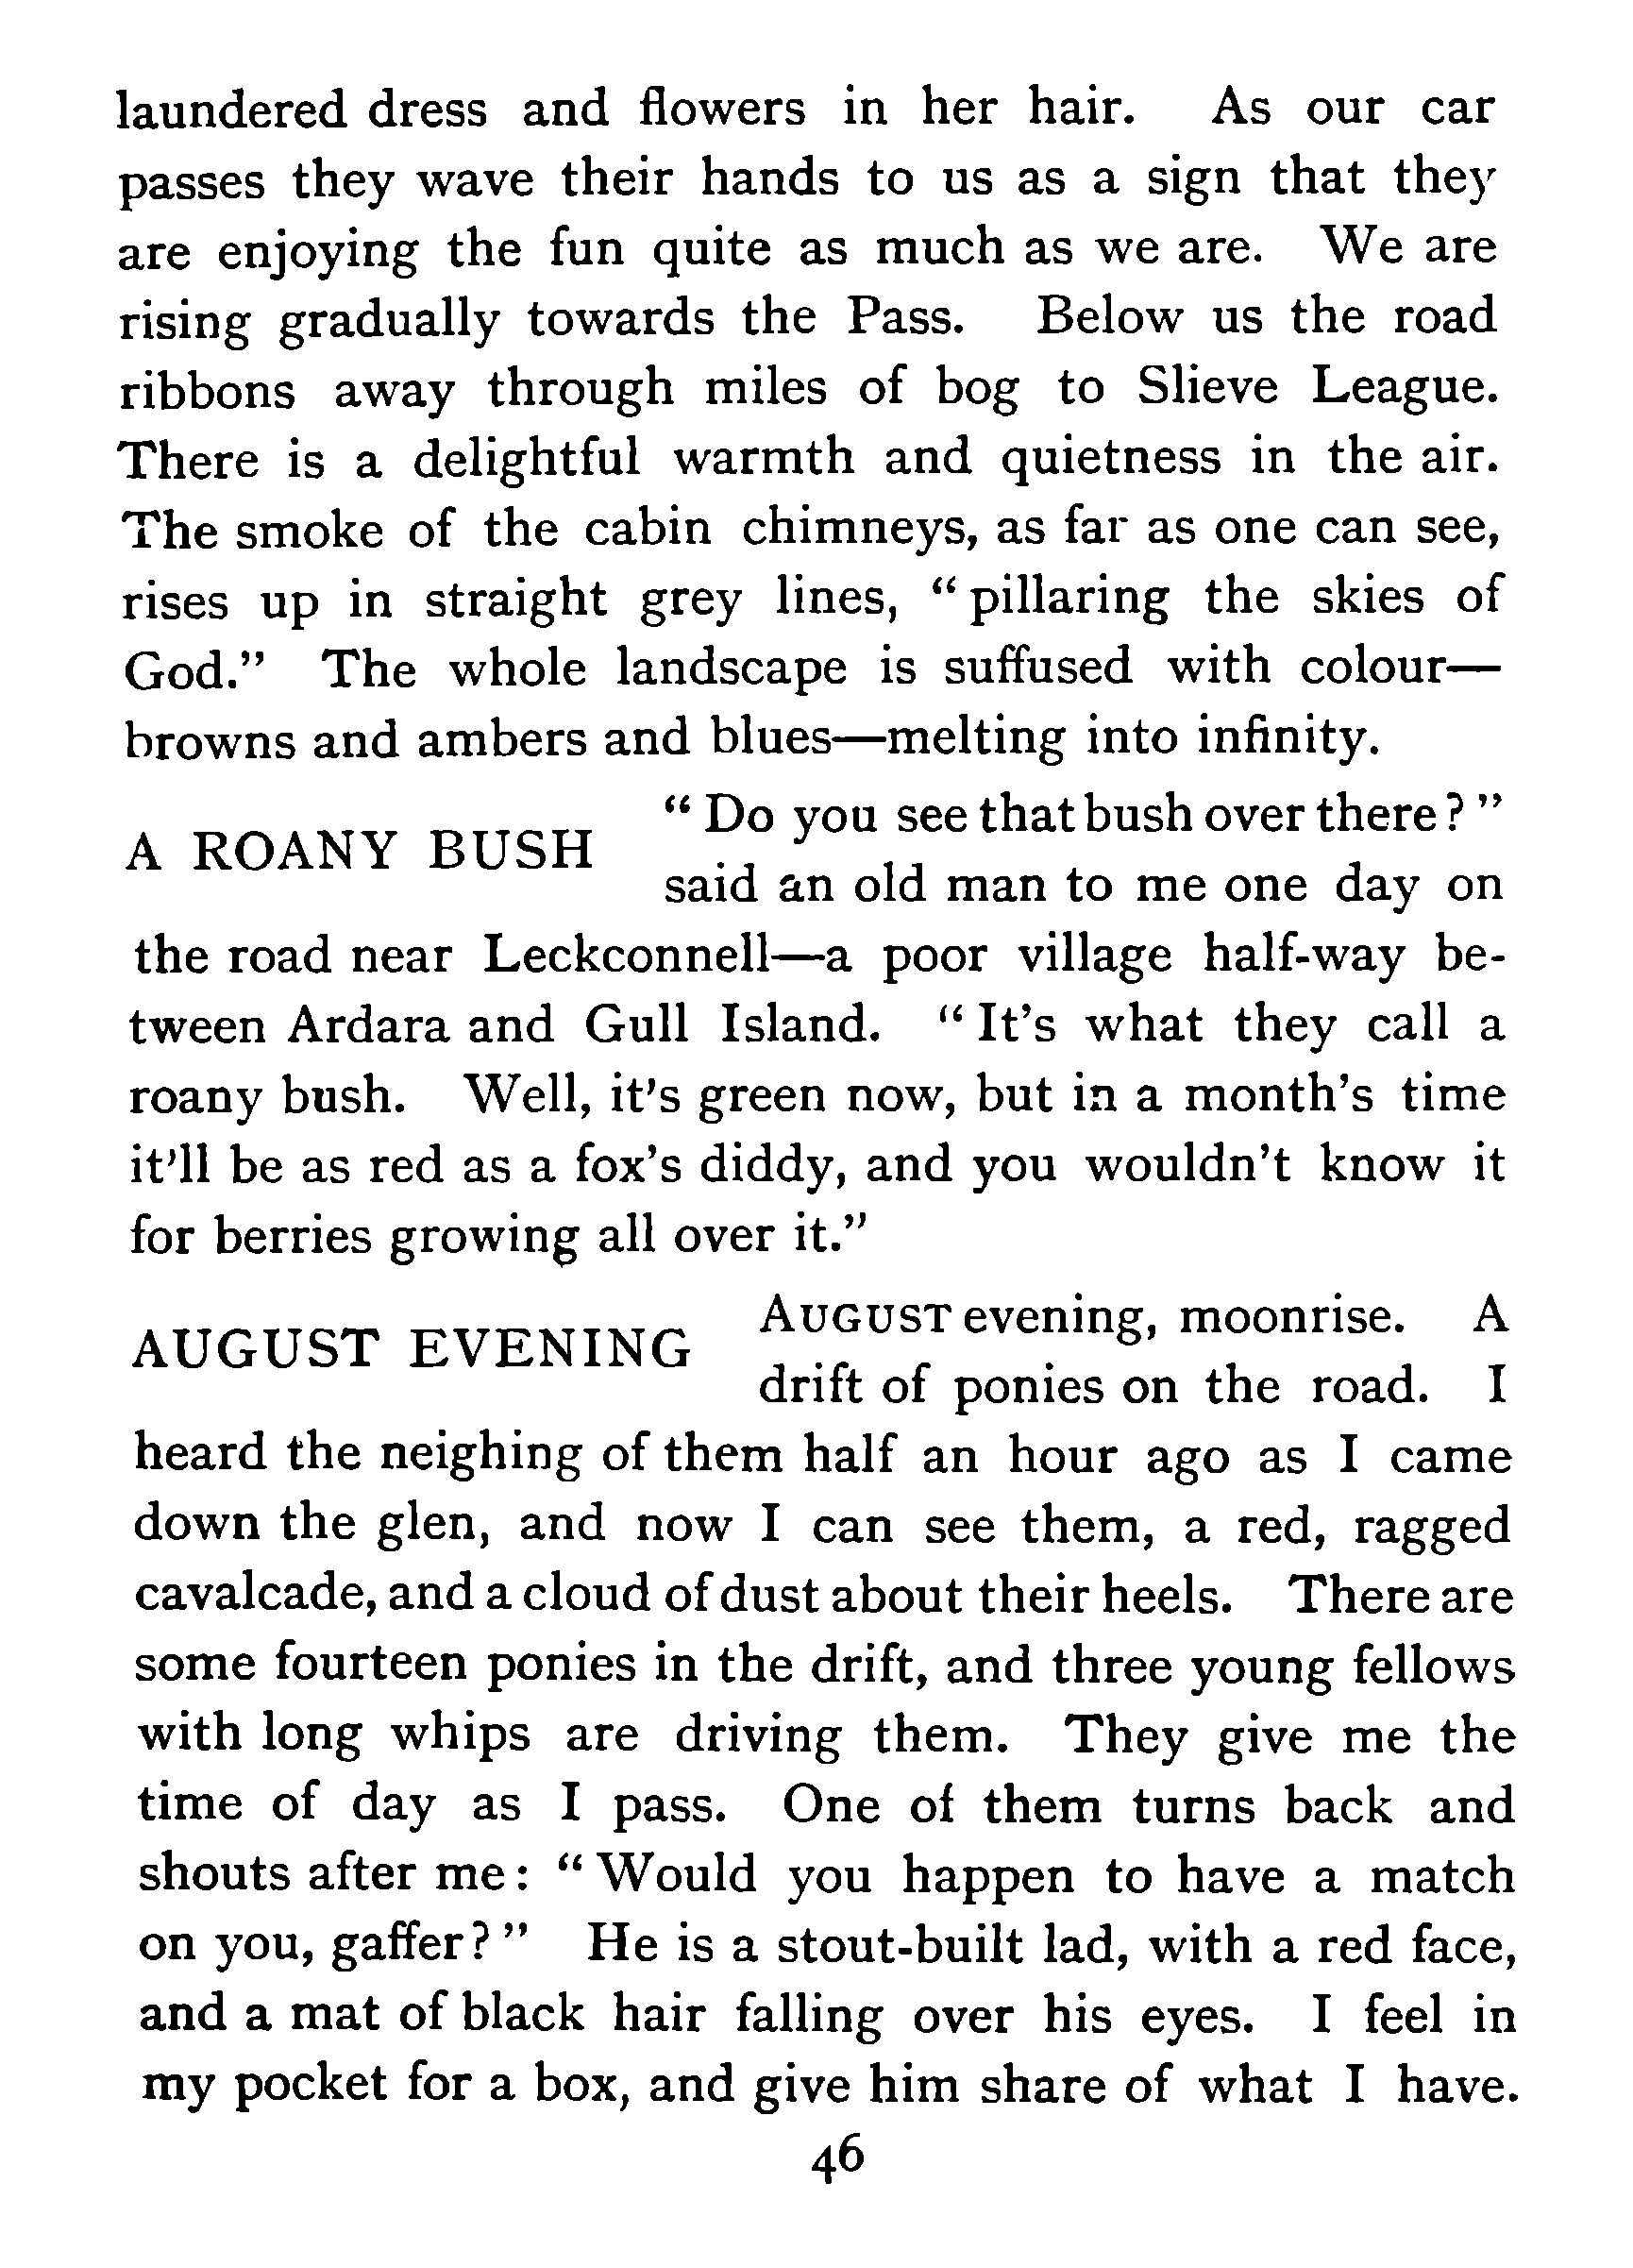 laundered dress and flowers in her hair. As our car
passes they wave their hands to us as a sign that they
are enjoying the fun quite as much as we are. We are
rising gradually towards the Pass. Below us the road
ribbons away through miles of bog to Slieve League.
There is a delightful warmth and quietness in the air.
The smoke of the cabin chimneys, as far as one can see,
rises up in straight grey lines, “ pillaring the skies of
God.” The whole landscape is suffused with colour—
browns and ambers and blues—melting into infinity.
A ROANY BUSH
“ Do you see that bush over there ? ”
said an old man to me one day on
the road near Leckconnell—a poor village half-way be-
tween Ardara and Gull Island. “ It’s what they call a
roany bush. Well, it’s green now, but in a month’s time
it’ll be as red as a fox’s diddy, and you wouldn’t know it
for berries growing all over it.”
AUGUST EVENING
AUGUST evening, moonrise. A
drift of ponies on the road. I
heard the neighing of them half an hour ago as I came
down the glen, and now I can see them, a red, ragged
cavalcade, and a cloud of dust about their heels. There are
some fourteen ponies in the drift, and three young fellows
with long whips are driving them. They give me the
time of day as I pass. One of them turns back and
shouts after me : “ Would you happen to have a match
on you, gaffer ? ” He is a stout-built lad, with a red face,
and a mat of black hair falling over his eyes. I feel in
my pocket for a box, and give him share of what I have.
46